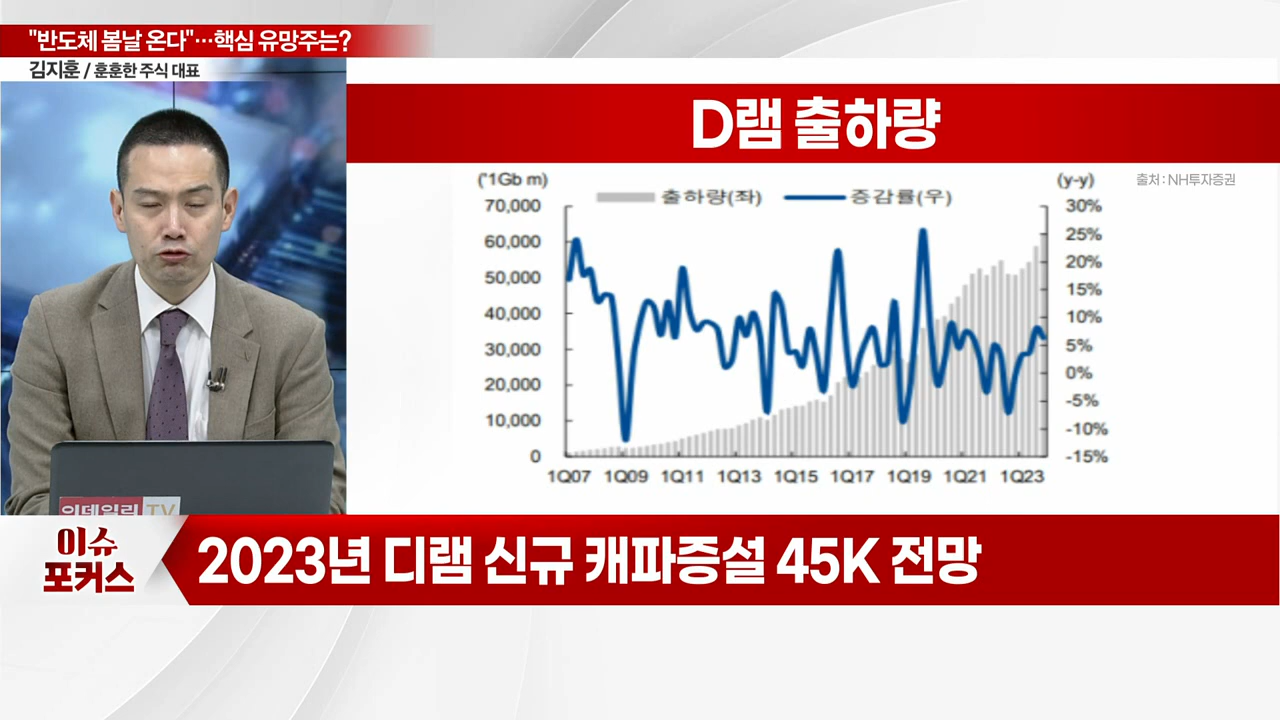 "반도체 봄날 온다"…핵심 유망주는?
김지훈 / 훈훈한 주식 대표
D램 출하량
('1Gb m)
(y-y)
출처 : NH투자증권
출하량(좌)
증감률(우)
70,000
60,000
50,000
40,000
30,000
20,000
10,000
0
30%
25%
20%
15%
10%
5%
0%
-5%
-10%
-15%
1Q07 1Q09 1Q11 1Q13 1Q15 1Q17 1Q19 1Q21 1Q23
이데일리 TV
이슈
포커스
2023년 디램 신규 캐파증설 45K 전망